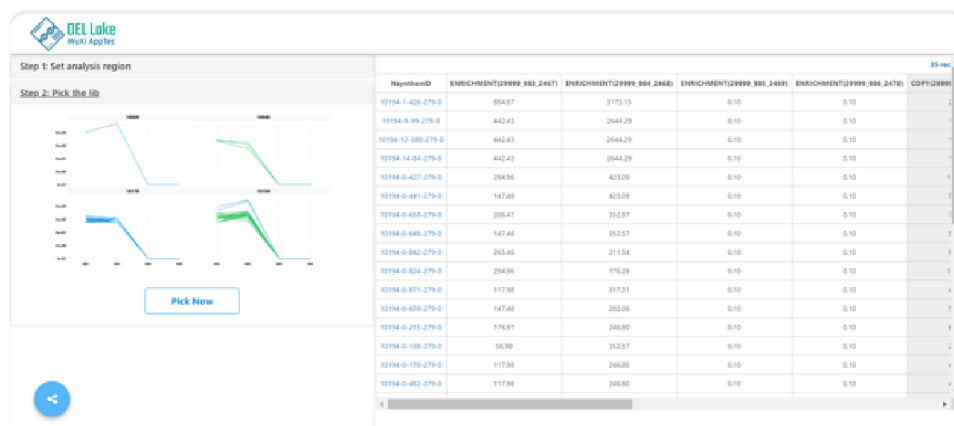 DEL Lake
WuXi AppTec
Step 1: Set analysis region
Step 2: Pick the lib
Pick Now
35 rec
NsynthonID ENRICHMENT(29999_983_2467) ENRICHMENT(29999_984_2468) ENRICHMENT(29999_985_2469) ENRICHMENT(29999_986_2470) COPY(29999
10194-1-426-279-0 884.87 3173.15 0.10 0.10
10194-9-99-279-0 442.43 2644.29 0.10 0.10
10194-12-388-279-0 442.43 2644.29 0.10 0.10
10194-14-84-279-0 442.43 2644.29 0.10 0.10
10194-0-427-279-0 294.96 423.09 0.10 0.10
10194-0-441-279-0 147.48 423.09 0.10 0.10
10194-0-650-279-0 206.47 352.57 0.10 0.10
10194-0-648-279-0 147.48 352.57 0.10 0.10
10194-0-842-279-0 265.46 211.54 0.10 0.10
10194-0-824-279-0 294.96 176.29 0.10 0.10
10194-0-871-279-0 117.98 317.31 0.10 0.10
10194-0-659-279-0 147.48 282.06 0.10 0.10
10194-0-215-279-0 176.97 246.80 0.10 0.10
10194-0-138-279-0 58.99 352.57 0.10 0.10
10194-0-170-279-0 117.98 246.80 0.10 0.10
10194-0-482-279-0 117.98 246.80 0.10 0.10